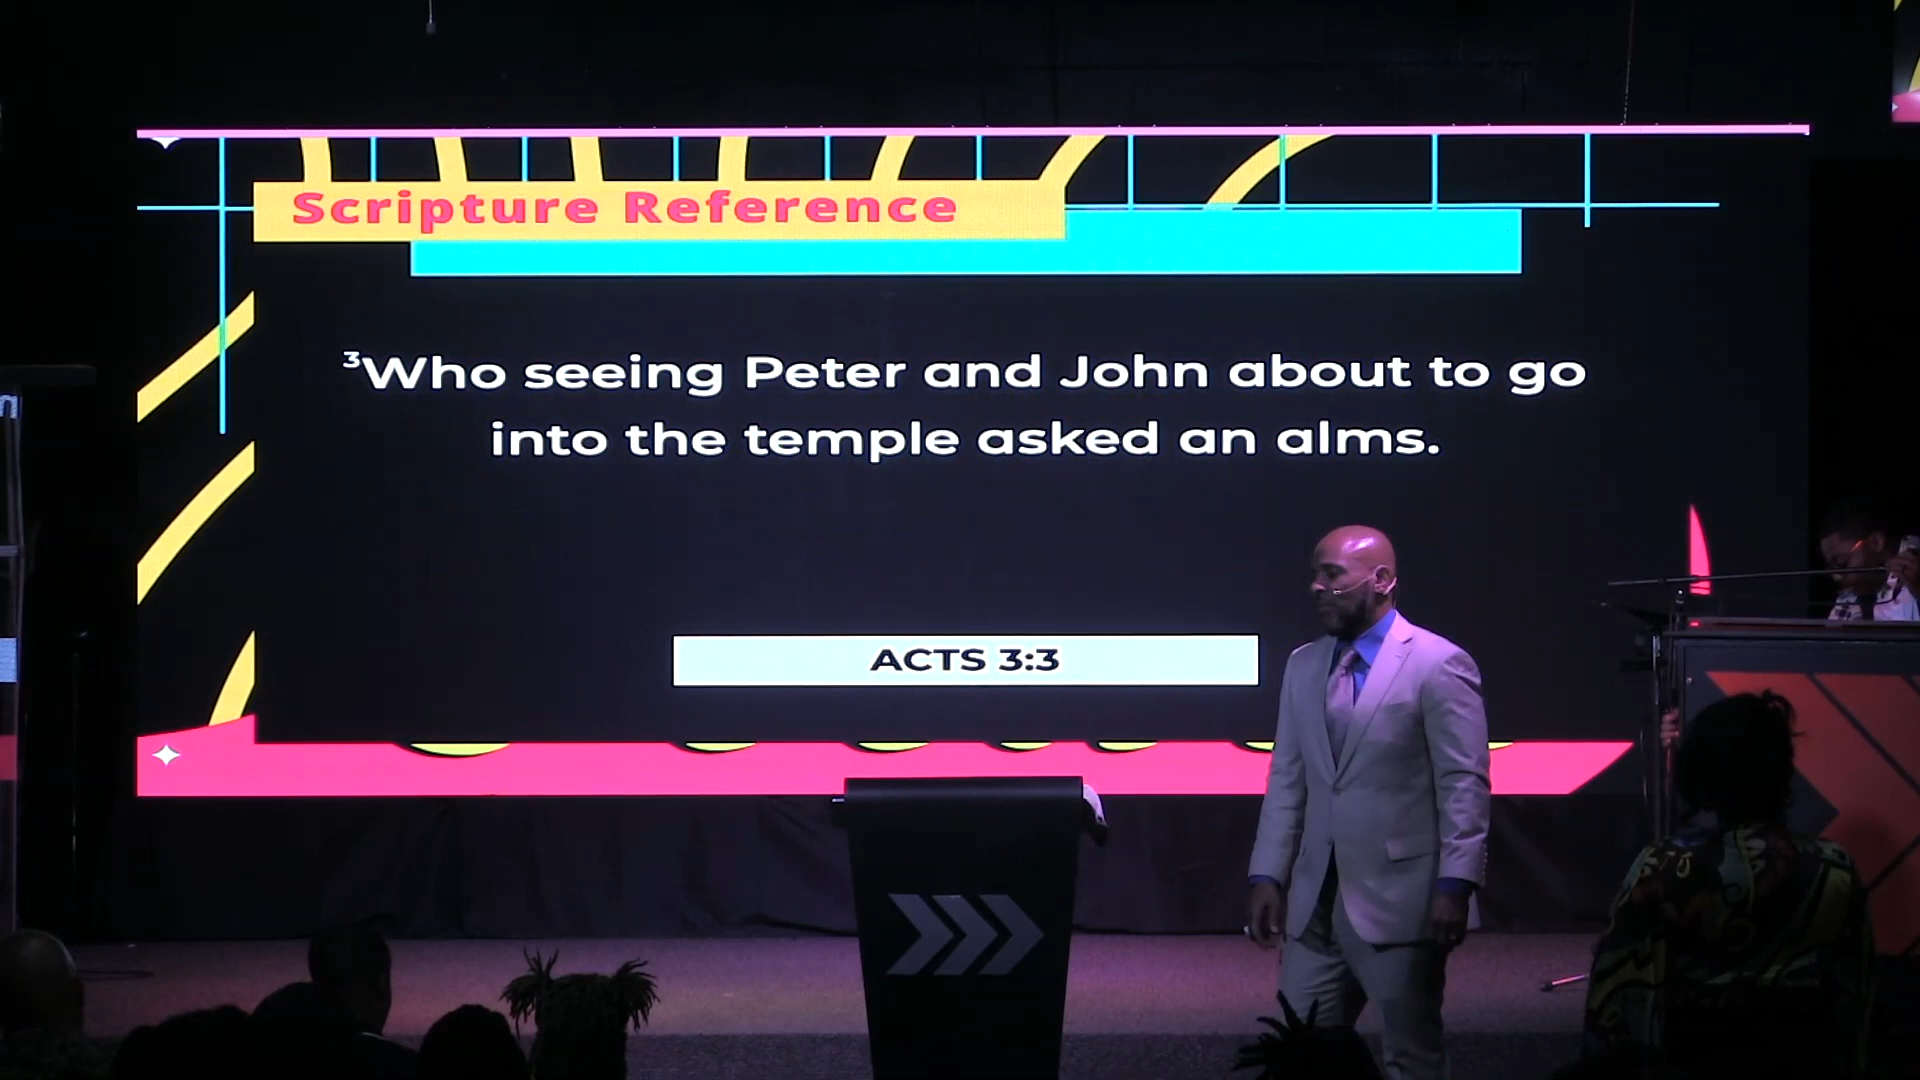 Scripture Reference
³Who seeing Peter and John about to go
into the temple asked an alms.
ACTS 3:3